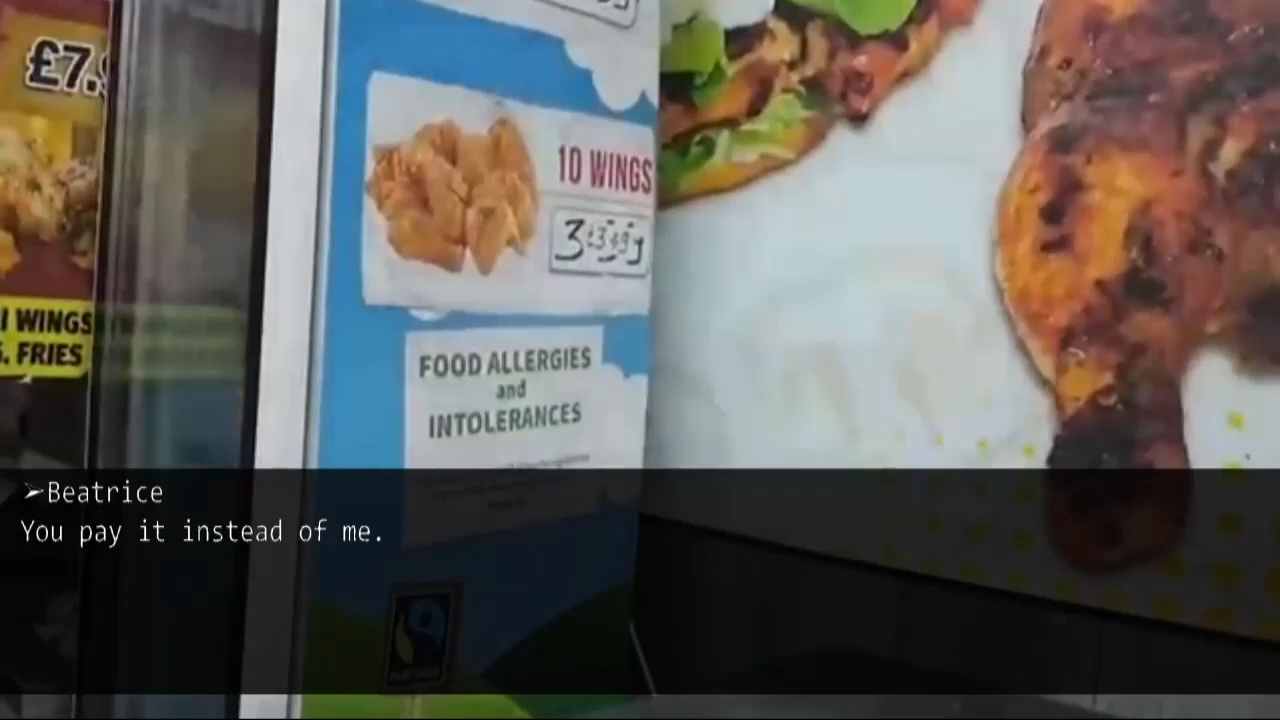 £7.
10 WINGS
I WINGS
. FRIES
FOOD ALLERGIES
and
INTOLERANCES
➢Beatrice
You pay it instead of me.